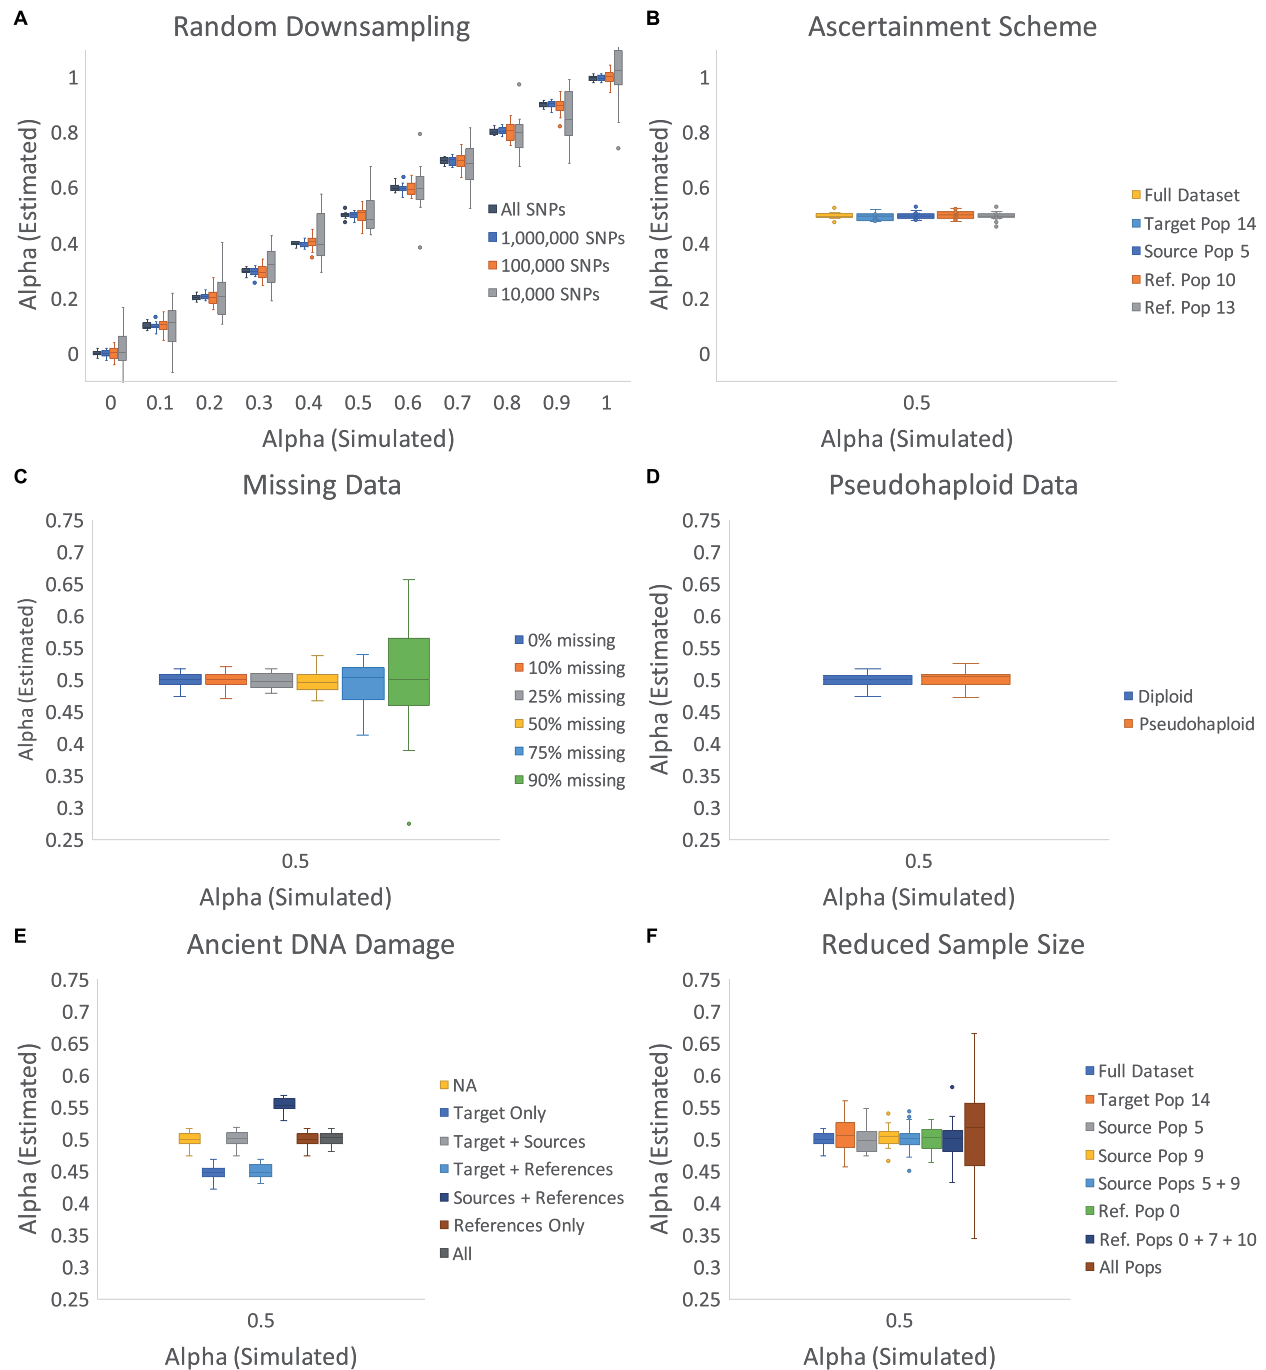 A
Random Downsampling
Alpha (Estimated)
1
0.8
0.6
0.4
0.2
0
All SNPs
1,000,000 SNPs
100,000 SNPs
10,000 SNPs
0 0.1 0.2 0.3 0.4 0.5 0.6 0.7 0.8 0.9 1
Alpha (Simulated)
B
Ascertainment Scheme
Alpha (Estimated)
1
0.8
0.6
0.4
0.2
0
Full Dataset
Target Pop 14
Source Pop 5
Ref. Pop 10
Ref. Pop 13
0.5
Alpha (Simulated)
C
Missing Data
Alpha (Estimated)
0.75
0.7
0.65
0.6
0.55
0.5
0.45
0.4
0.35
0.3
0.25
0% missing
10% missing
25% missing
50% missing
75% missing
90% missing
0.5
Alpha (Simulated)
D
Pseudohaploid Data
Alpha (Estimated)
0.75
0.7
0.65
0.6
0.55
0.5
0.45
0.4
0.35
0.3
0.25
Diploid
Pseudohaploid
0.5
Alpha (Simulated)
E
Ancient DNA Damage
Alpha (Estimated)
0.75
0.7
0.65
0.6
0.55
0.5
0.45
0.4
0.35
0.3
0.25
NA
Target Only
Target + Sources
Target + References
Sources + References
References Only
All
0.5
Alpha (Simulated)
F
Reduced Sample Size
Alpha (Estimated)
0.75
0.7
0.65
0.6
0.55
0.5
0.45
0.4
0.35
0.3
0.25
Full Dataset
Target Pop 14
Source Pop 5
Source Pop 9
Source Pops 5 + 9
Ref. Pop 0
Ref. Pops 0 + 7 + 10
All Pops
0.5
Alpha (Simulated)